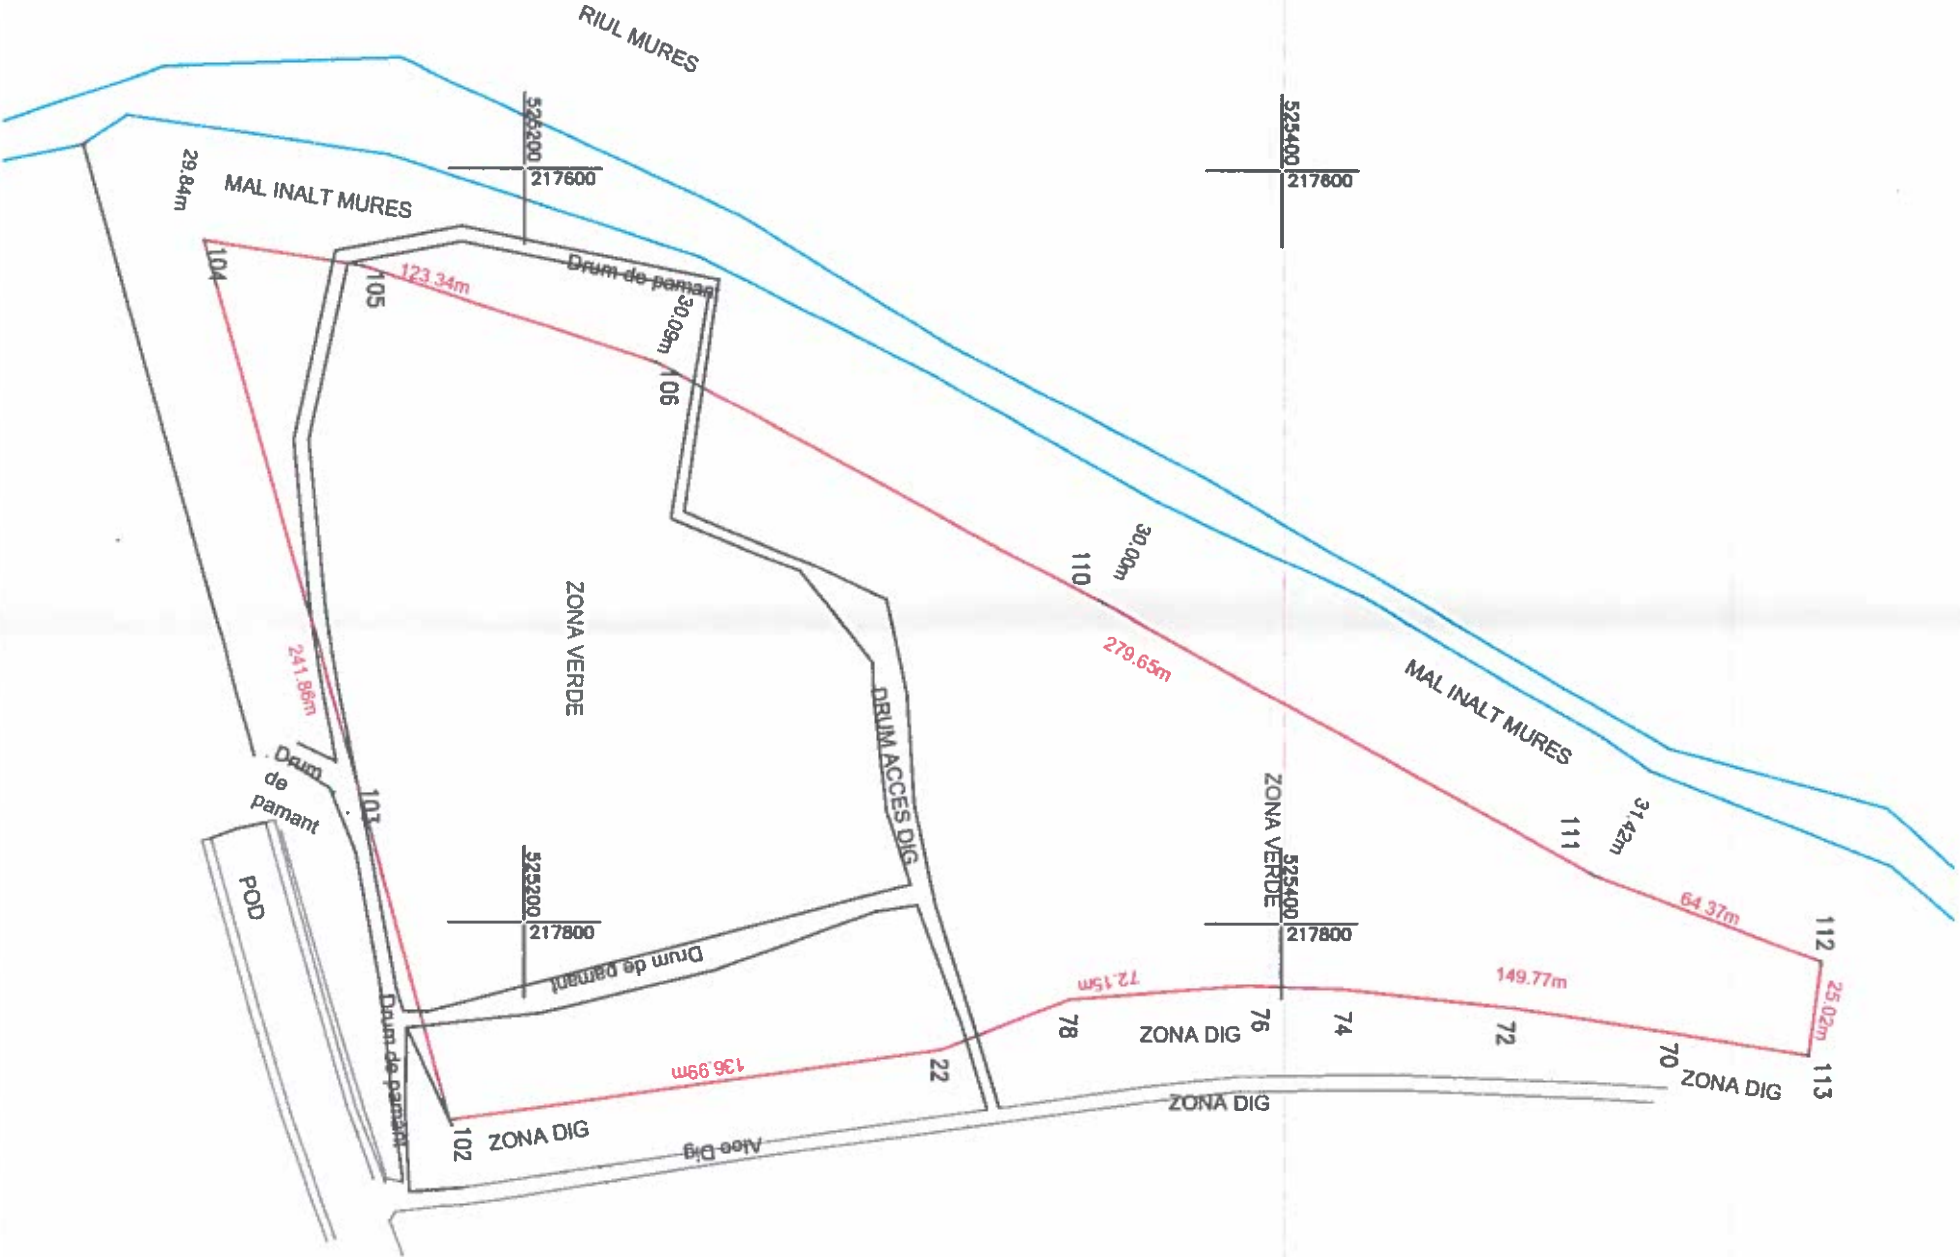 RIUL MURES
525200
217600
525400
217600
29.84m
MAL INALT MURES
104
105
123.34m
Drum de paman
30.09m
106
110
30.00m
279.65m
ZONA VERDE
MAL INALT MURES
241.86m
DRUM ACCES DIG
ZONA VERDE
111
31.42m
Drum
de
pamant
103
POD
525200
217800
525400
217800
64.37m
112
25.02m
113
Drum de pamant
72.15m
149.77m
78
ZONA DIG
76
74
72
70
ZONA DIG
ZONA DIG
22
136.99m
Drum de pamant
102
ZONA DIG
Alee Dig